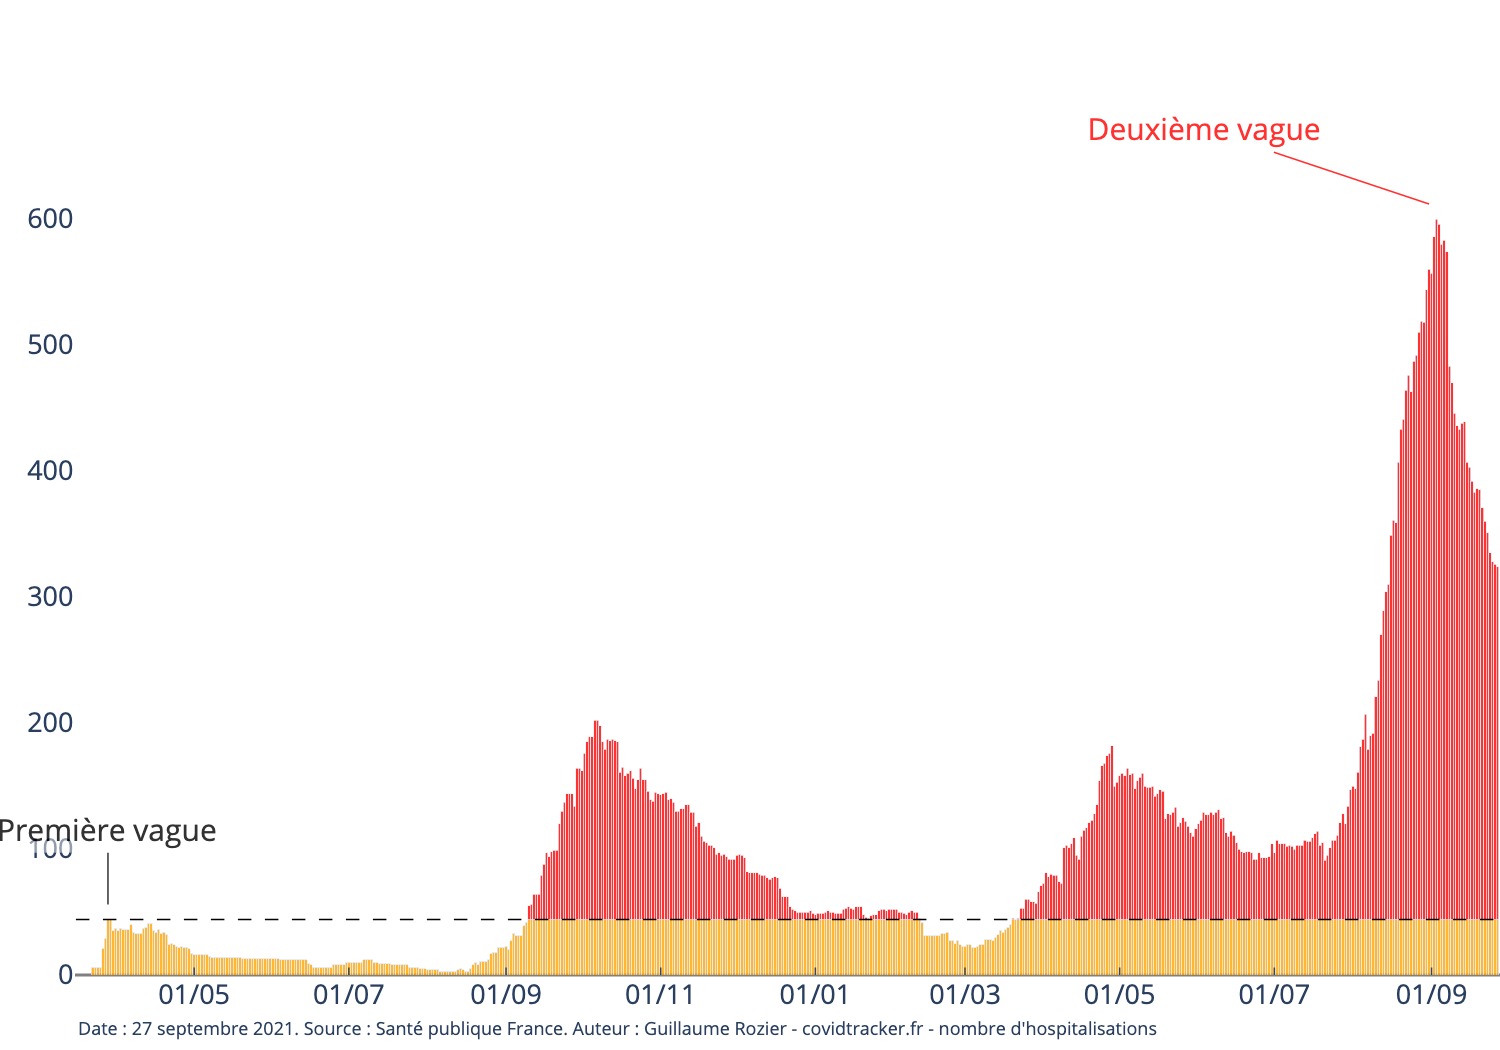 Deuxième vague
600
500
400
300
200
Première vague
100
0
01/05 01/07 01/09 01/11 01/01 01/03 01/05 01/07 01/09
Date : 27 septembre 2021. Source : Santé publique France. Auteur : Guillaume Rozier - covidtracker.fr - nombre d'hospitalisations